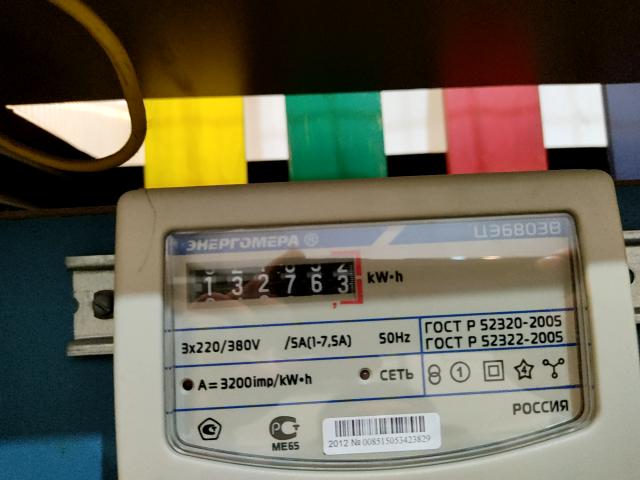 ЭНЕРГОМЕРА ® ЦЭ6803В
132763 kW•h
3x220/380V /5A(1-7,5A) 50Hz
ГОСТ Р 52320-2005
ГОСТ Р 52322-2005
A=3200imp/kW•h СЕТЬ 1 4
РОССИЯ
МЕ65
2012 № 008515053423829